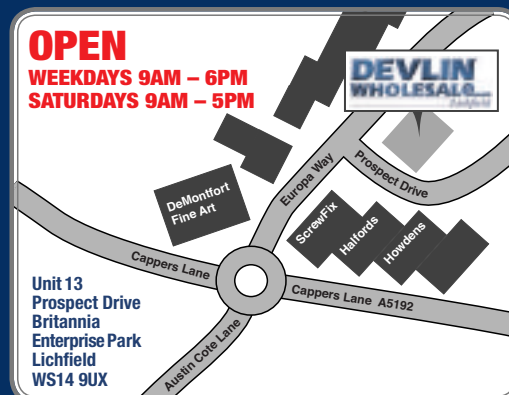 OPEN
WEEKDAYS 9AM – 6PM
SATURDAYS 9AM – 5PM
DEVLIN
WHOLESALE
Lichfield
Europa Way
Prospect Drive
DeMontfort
Fine Art
ScrewFix
Halfords
Howdens
Cappers Lane
Cappers Lane A5192
Austin Cote Lane
Unit 13
Prospect Drive
Britannia
Enterprise Park
Lichfield
WS14 9UX